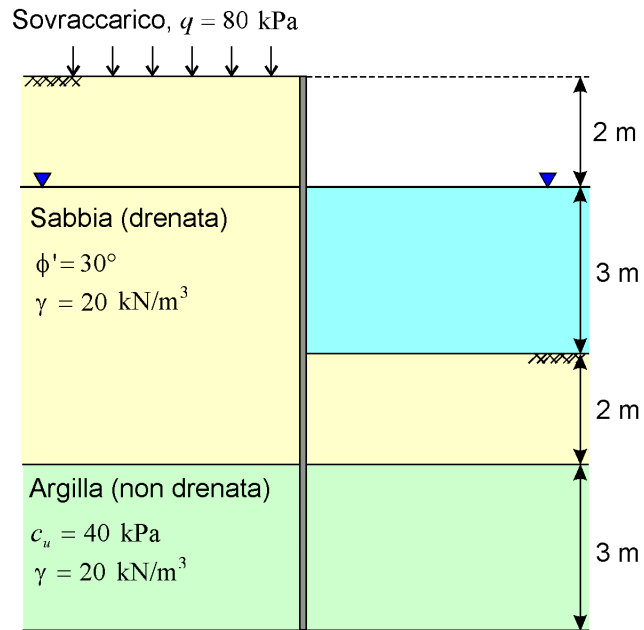 Sovraccarico, q = 80 kPa
2 m
Sabbia (drenata)
ϕ'= 30°
γ = 20 kN/m³
3 m
2 m
Argilla (non drenata)
cᵤ = 40 kPa
γ = 20 kN/m³
3 m